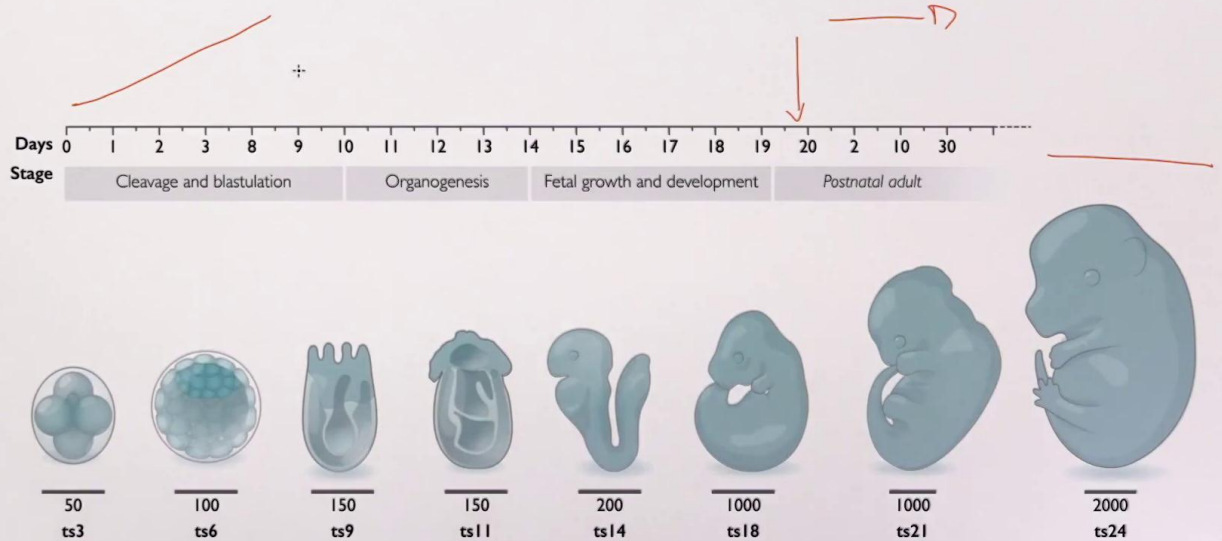 Days 0 1 2 3 8 9 10 11 12 13 14 15 16 17 18 19 20 2 10 30
Stage Cleavage and blastulation Organogenesis Fetal growth and development Postnatal adult
50 100 150 150 200 1000 1000 2000
ts3 ts6 ts9 ts11 ts14 ts18 ts21 ts24